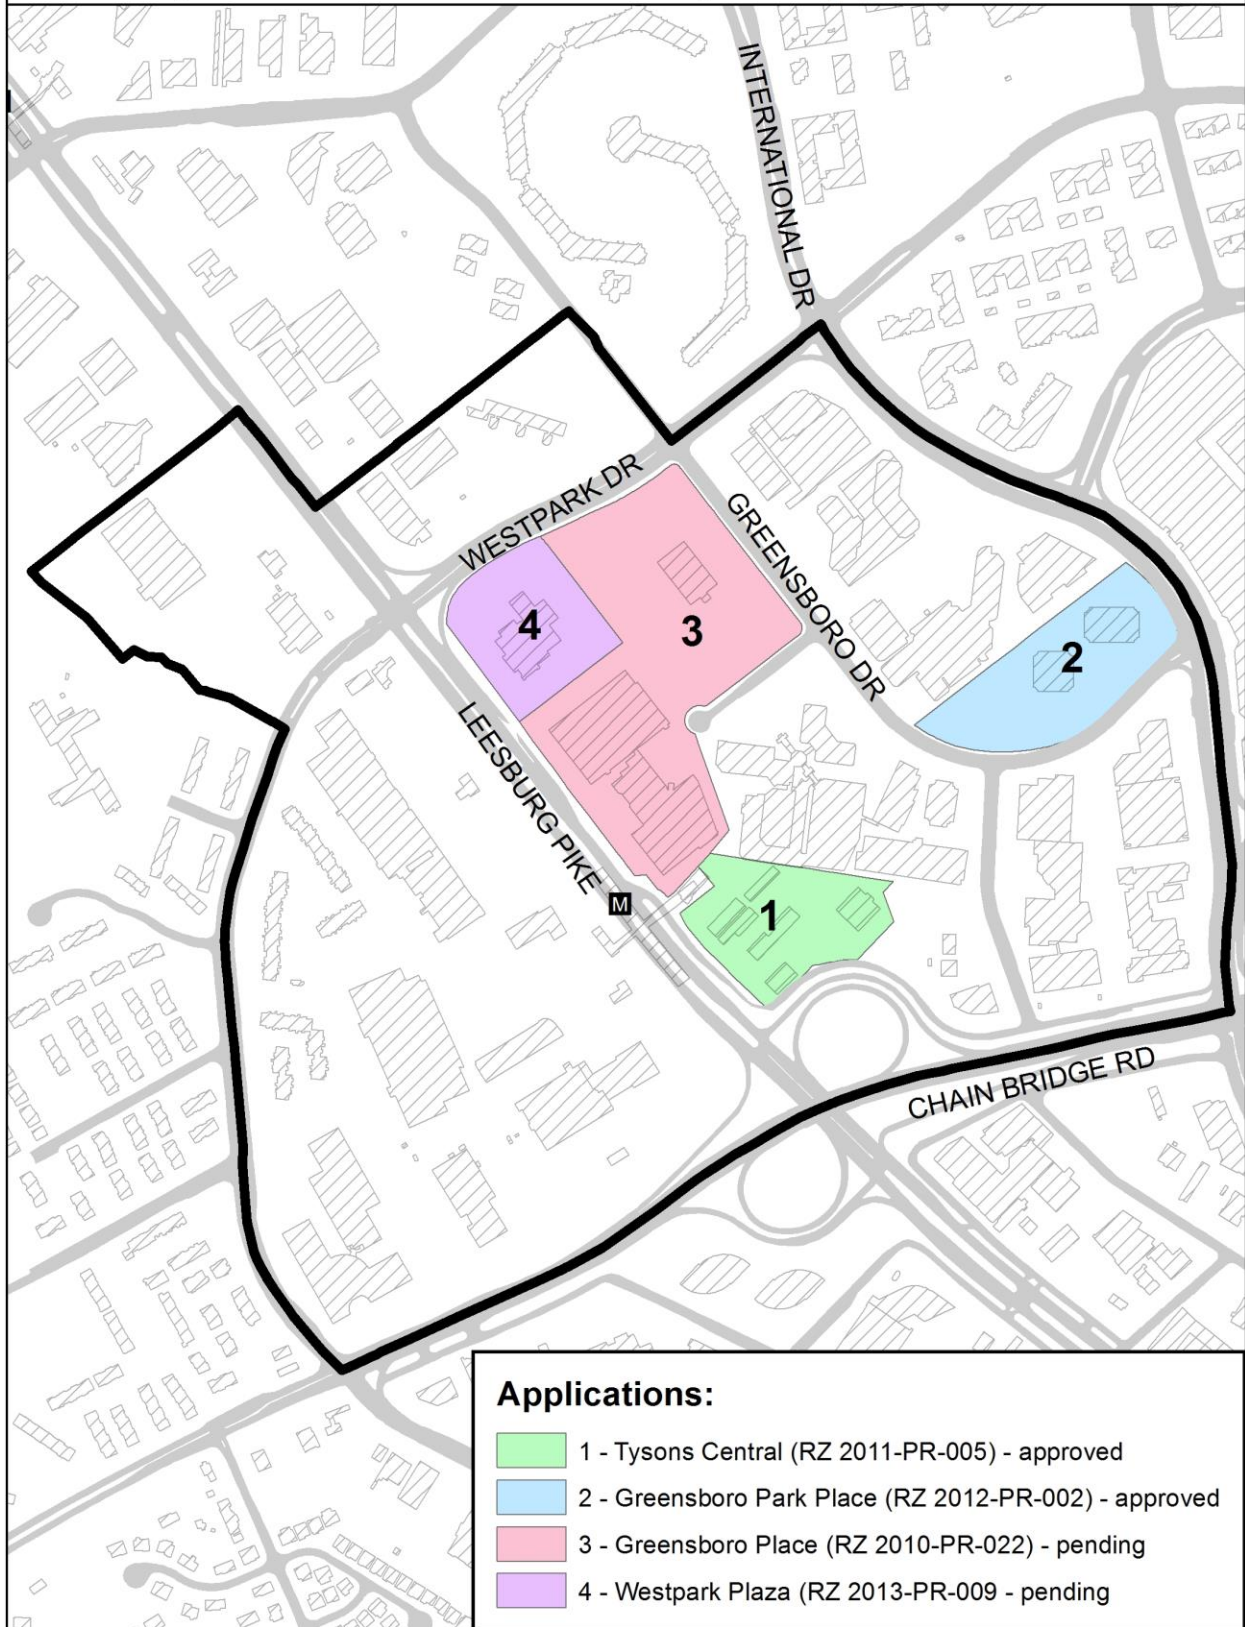 INTERNATIONAL DR
WESTPARK DR
GREENSBORO DR
4
3
2
LEESBURG PIKE
M
1
CHAIN BRIDGE RD
Applications:
1 - Tysons Central (RZ 2011-PR-005) - approved
2 - Greensboro Park Place (RZ 2012-PR-002) - approved
3 - Greensboro Place (RZ 2010-PR-022) - pending
4 - Westpark Plaza (RZ 2013-PR-009 - pending